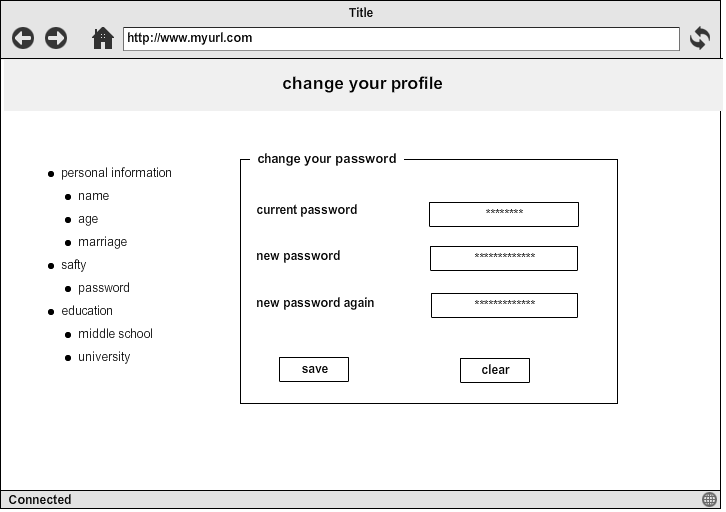 Title
http://www.myurl.com
change your profile
personal information
name
age
marriage
safty
password
education
middle school
university
change your password
current password ********
new password *************
new password again *************
save clear
Connected